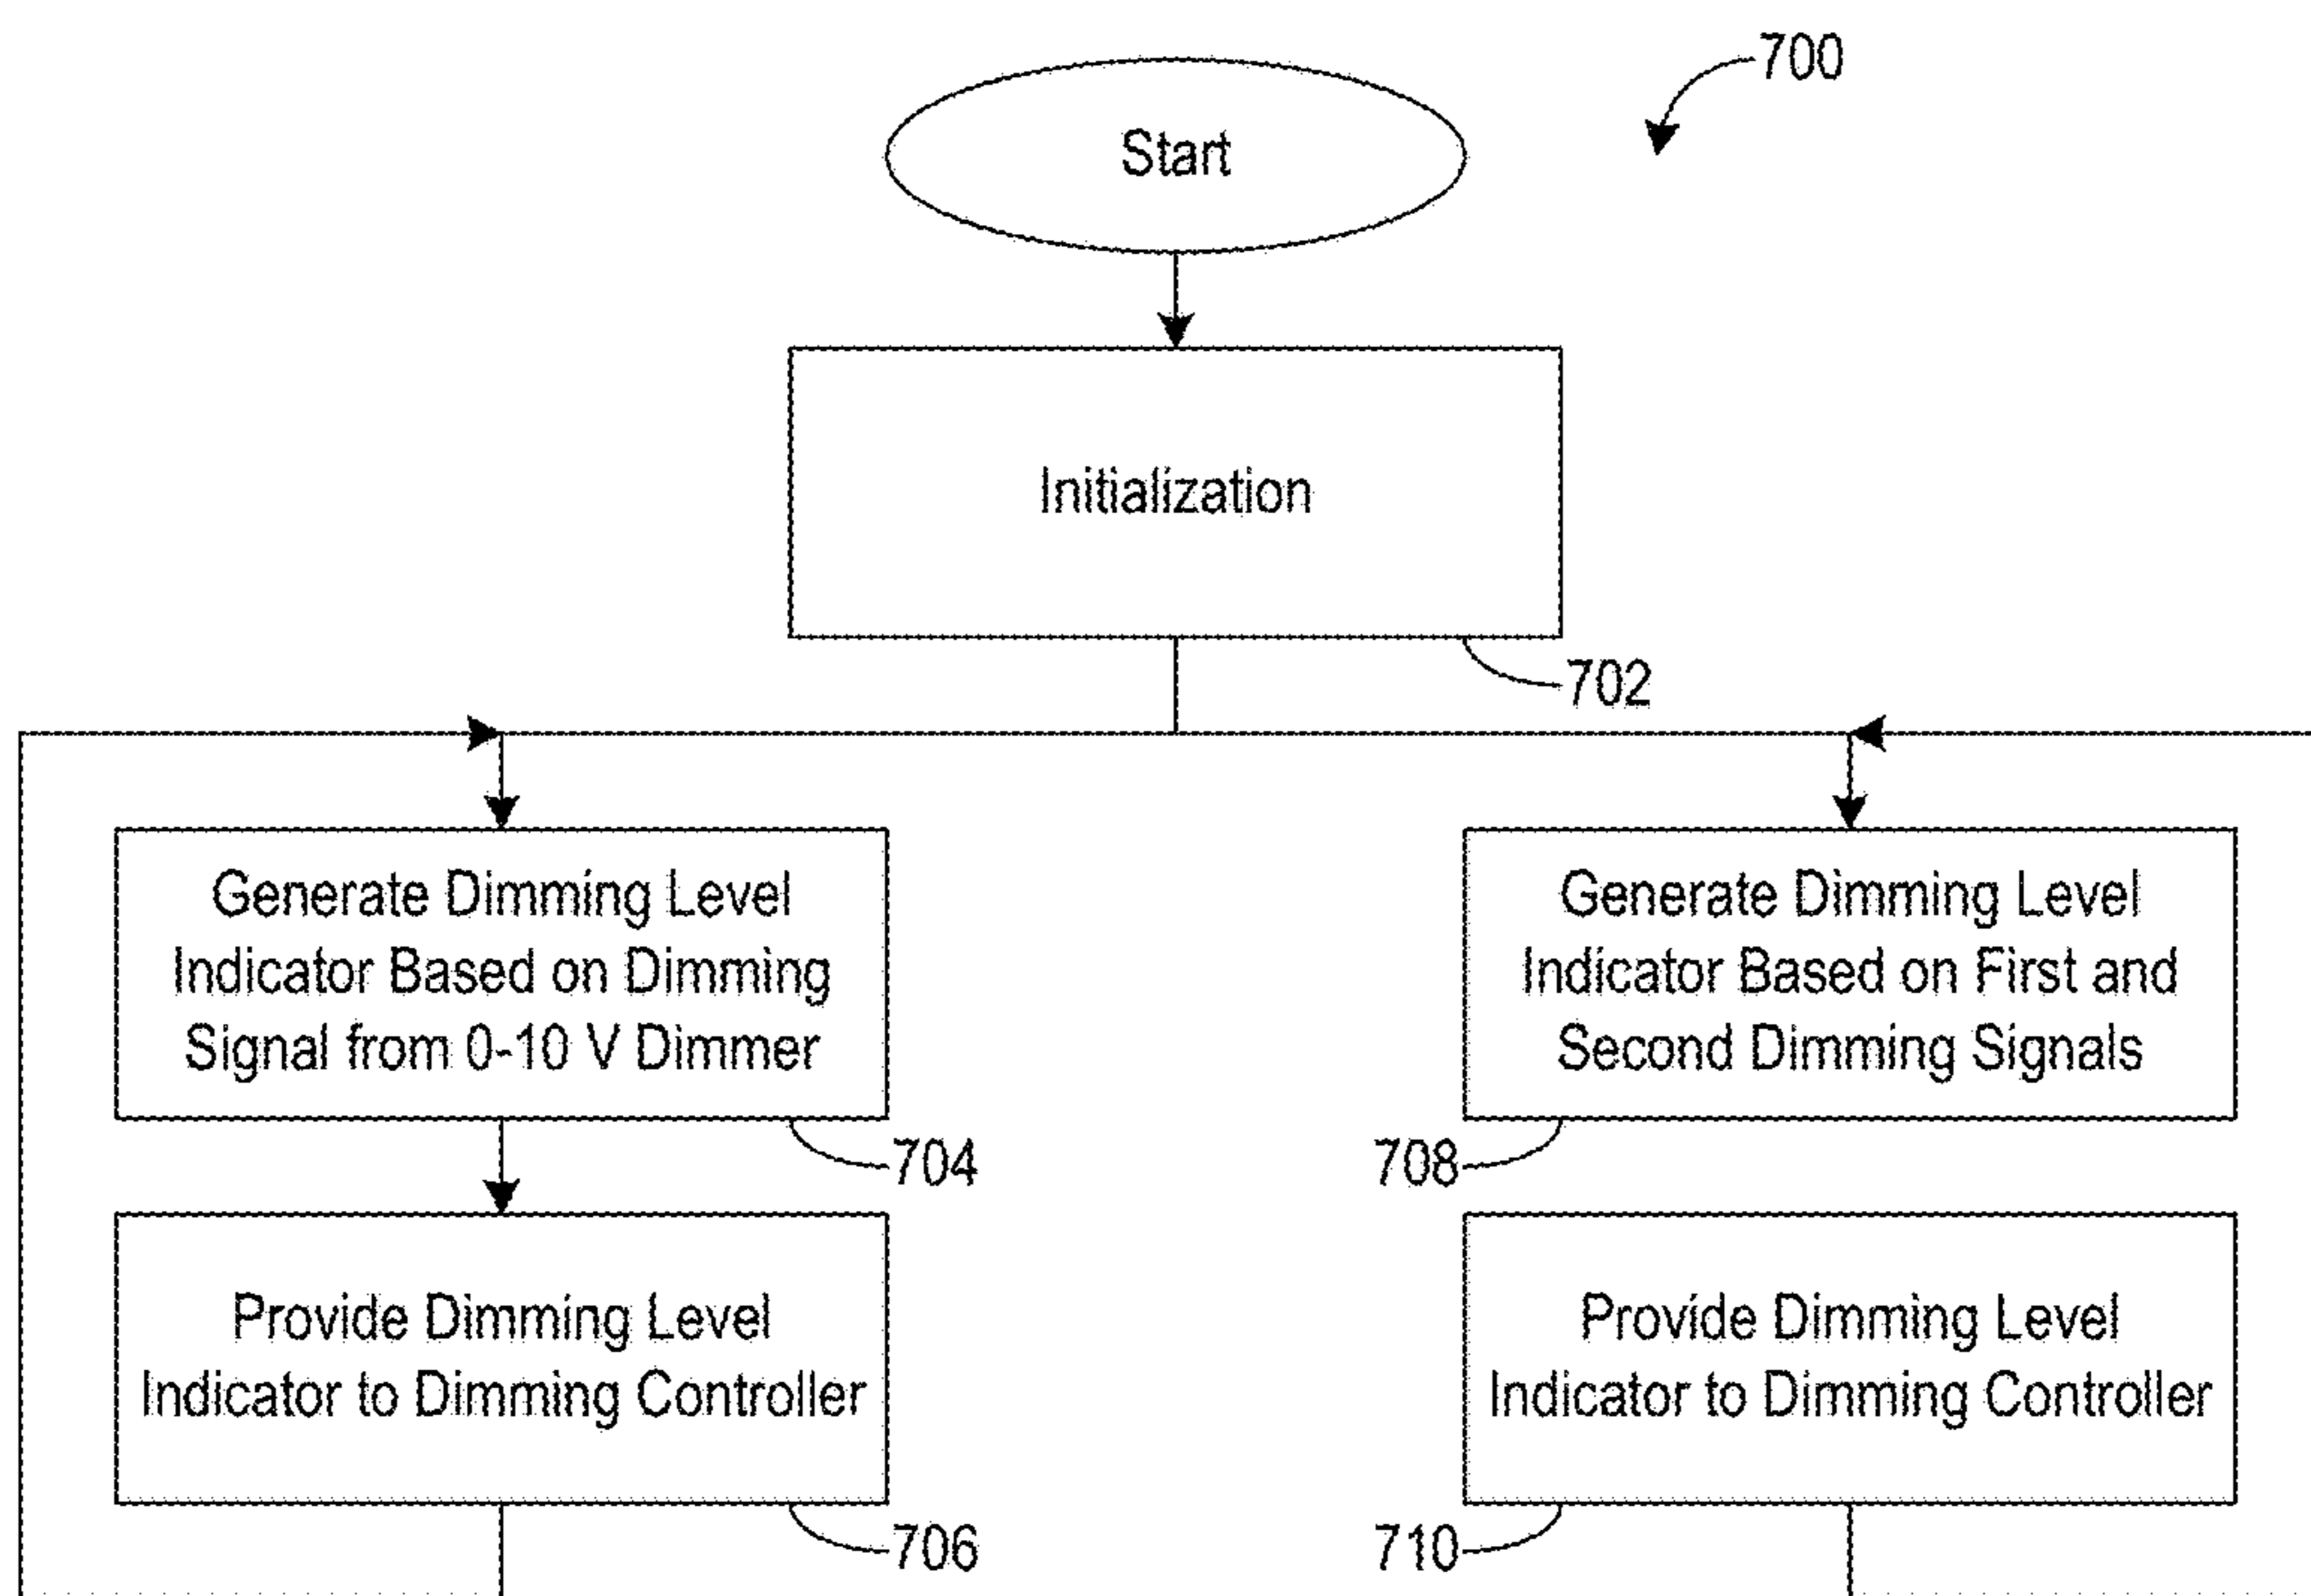 700
Start
Initialization
702
Generate Dimming Level
Indicator Based on Dimming
Signal from 0-10 V Dimmer
704
Generate Dimming Level
Indicator Based on First and
Second Dimming Signals
708
Provide Dimming Level
Indicator to Dimming Controller
706
Provide Dimming Level
Indicator to Dimming Controller
710